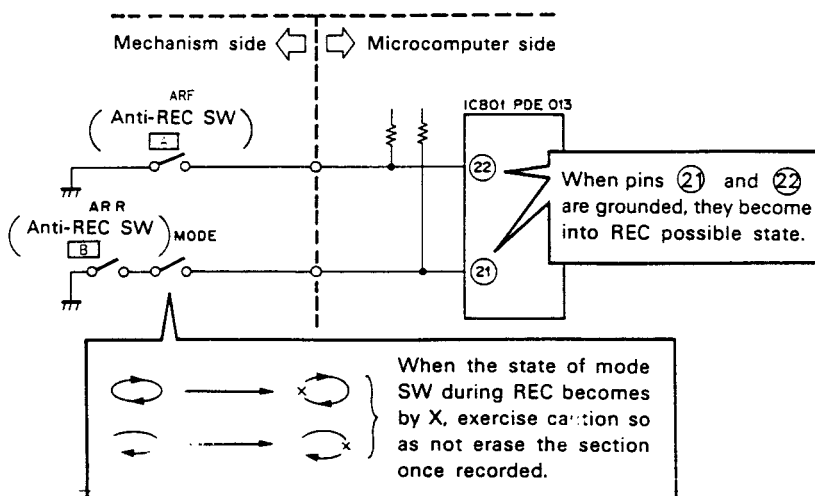 Mechanism side
Microcomputer side
ARF
(Anti-REC SW)
A
IC801 PDE 013
22
When pins 21 and 22
are grounded, they become
into REC possible state.
ARR
(Anti-REC SW)
B
MODE
21
When the state of mode
SW during REC becomes
by X, exercise caution so
as not erase the section
once recorded.
x
x